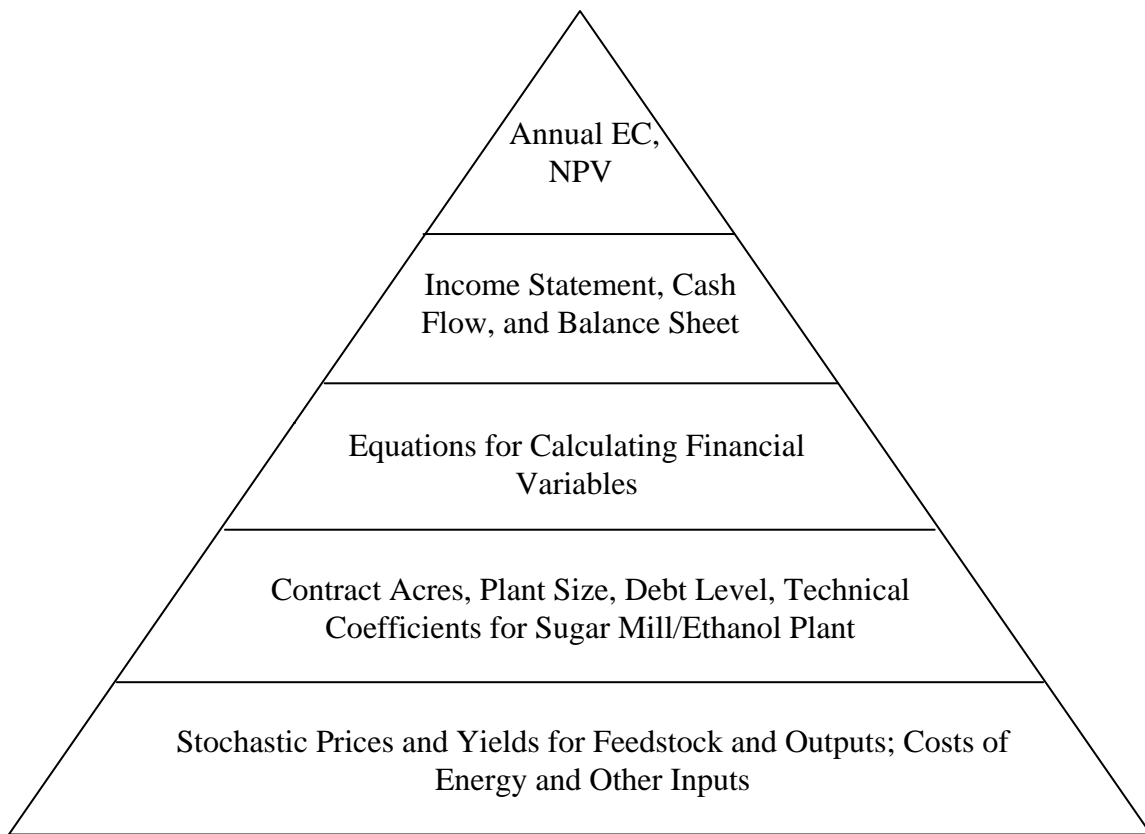 Annual EC,
NPV
Income Statement, Cash
Flow, and Balance Sheet
Equations for Calculating Financial
Variables
Contract Acres, Plant Size, Debt Level, Technical
Coefficients for Sugar Mill/Ethanol Plant
Stochastic Prices and Yields for Feedstock and Outputs; Costs of
Energy and Other Inputs